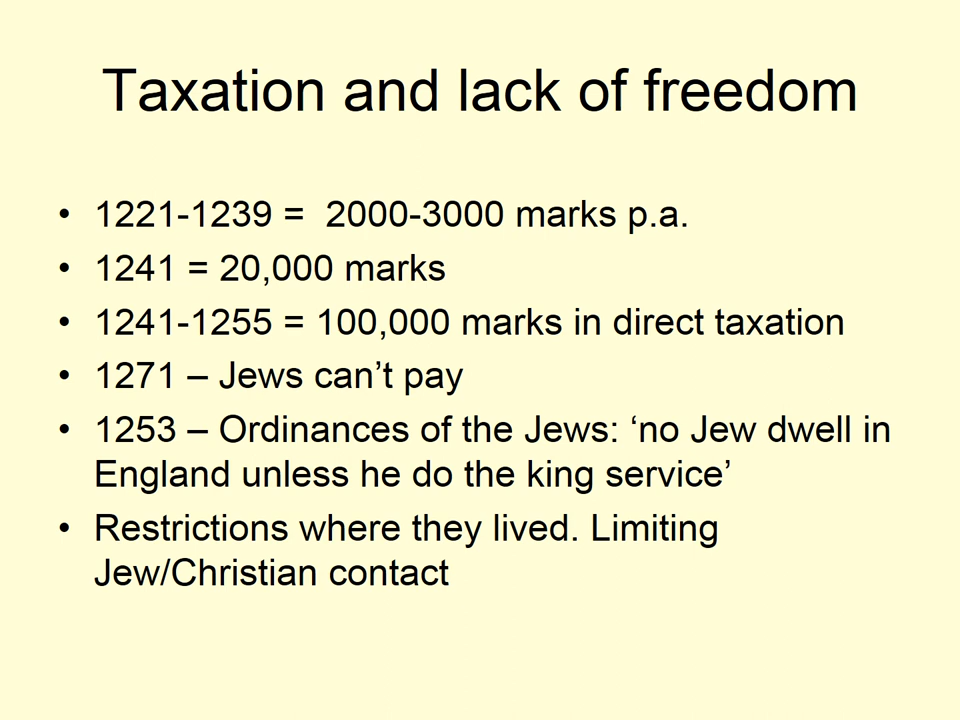 Taxation and lack of freedom
• 1221-1239 =  2000-3000 marks p.a.
• 1241 = 20,000 marks
• 1241-1255 = 100,000 marks in direct taxation
• 1271 – Jews can’t pay
• 1253 – Ordinances of the Jews: ‘no Jew dwell in
England unless he do the king service’
• Restrictions where they lived. Limiting
Jew/Christian contact